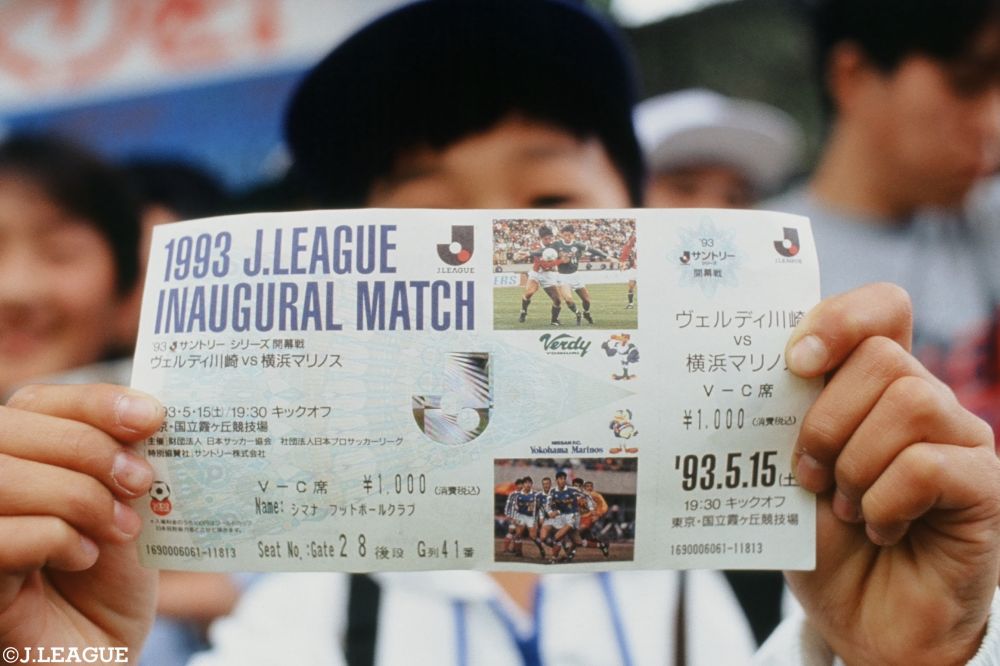 1993 J.LEAGUE
INAUGURAL MATCH
J.LEAGUE
'93 サントリー シリーズ 開幕戦
ヴェルディ川崎 VS 横浜マリノス
93・5・15(土)/19:30 キックオフ
東京・国立霞ヶ丘競技場
主催┃財団法人 日本サッカー協会 社団法人日本プロサッカーリーグ
特別協賛┃サントリー株式会社
V-C席 ¥1,000 (消費税込)
Name: シマナ フットボールクラブ
Seat No.:Gate 28 後段 G列 41番
1690006061-11813
Verdy
YOMIURI
NISSAN F.C.
Yokohama Marinos
'93
サントリー
シリーズ
開幕戦
J.LEAGUE
ヴェルディ川崎
VS
横浜マリノ
V-C席
¥1,000 (消費税込)
'93.5.15(土
19:30 キックオフ
東京・国立霞ヶ丘競技場
1690006061-11813
©J.LEAGUE